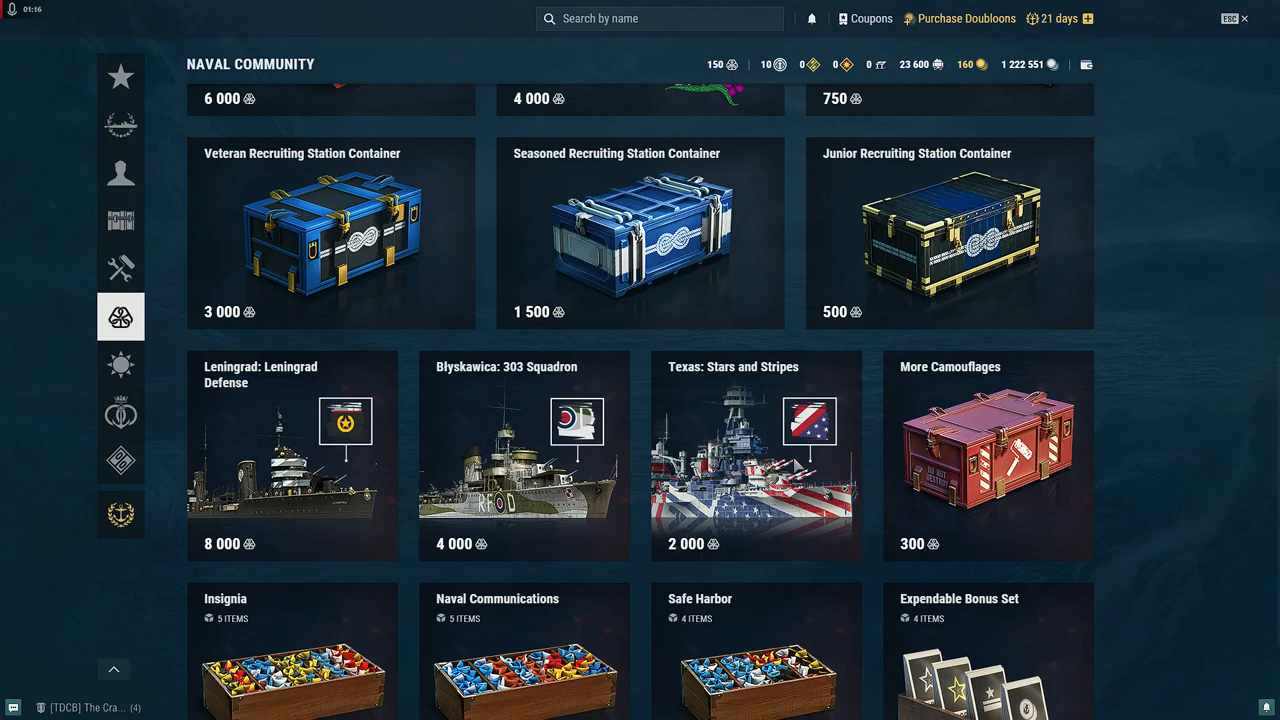 01:16
Search by name
Coupons
Purchase Doubloons
21 days
ESC
NAVAL COMMUNITY
150
10
0
0
0
23 600
160
1 222 551
6 000
4 000
750
Veteran Recruiting Station Container
3 000
Seasoned Recruiting Station Container
1 500
Junior Recruiting Station Container
500
Leningrad: Leningrad
Defense
8 000
Błyskawica: 303 Squadron
4 000
Texas: Stars and Stripes
2 000
More Camouflages
DO NOT
DESTROY
300
Insignia
5 ITEMS
Naval Communications
5 ITEMS
Safe Harbor
4 ITEMS
Expendable Bonus Set
4 ITEMS
[TDCB] The Cra... (4)